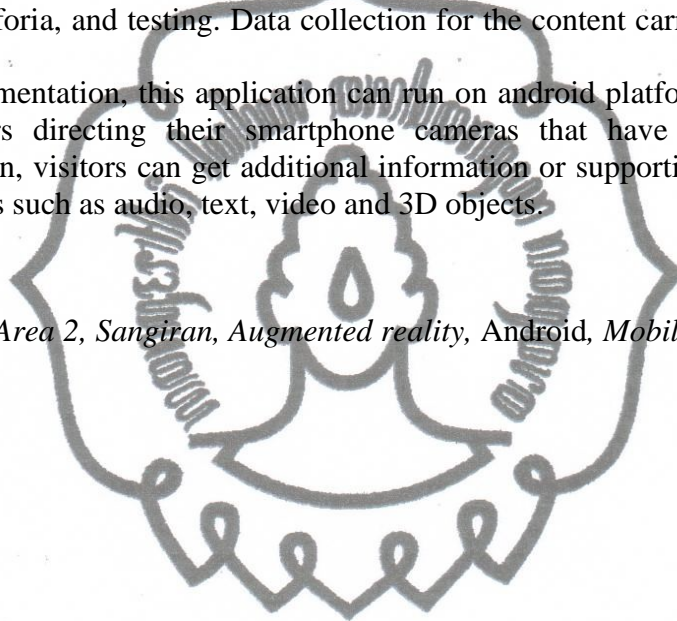 foria, and testing. Data collection for the content carr
mentation, this application can run on android platfo
rs directing their smartphone cameras that have
n, visitors can get additional information or supporti
s such as audio, text, video and 3D objects.
Area 2, Sangiran, Augmented reality, Android, Mobil